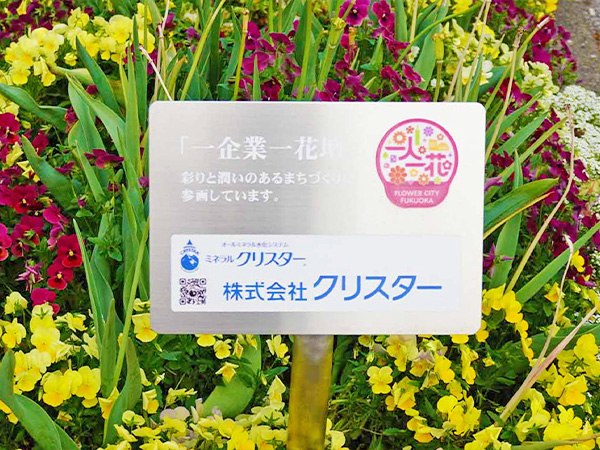 「一企業一花壇
彩りと潤いのあるまちづくりに
参画しています。
一人一花
FLOWER CITY
FUKUOKA
オールミネラル水化システム
ミネラルクリスター
株式会社クリスター